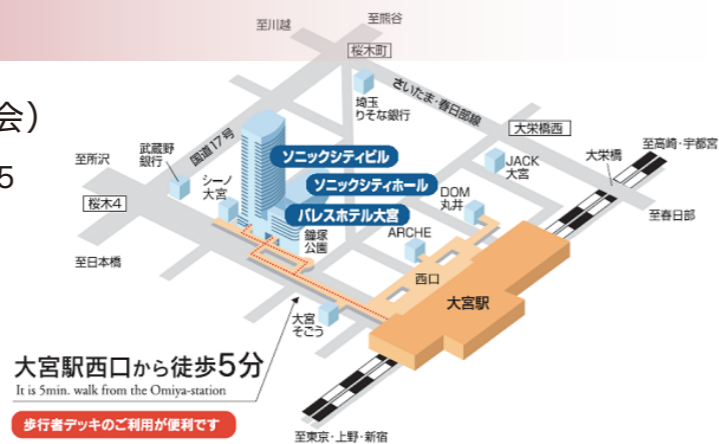 至川越
至熊谷
桜木町
会)
さいたま・春日部線
埼玉
りそな銀行
大栄橋西
国道17号
武蔵野
銀行
至所沢
ソニックシティビル
JACK
大宮
大栄橋
至高崎・宇都宮
5
シーノ
大宮
ソニックシティホール
DOM
丸井
桜木4
パレスホテル大宮
至春日部
鐘塚
公園
ARCHE
至日本橋
西口
大宮駅
大宮
そごう
大宮駅西口から徒歩5分
It is 5min. walk from the Omiya-station
歩行者デッキのご利用が便利です
至東京・上野・新宿